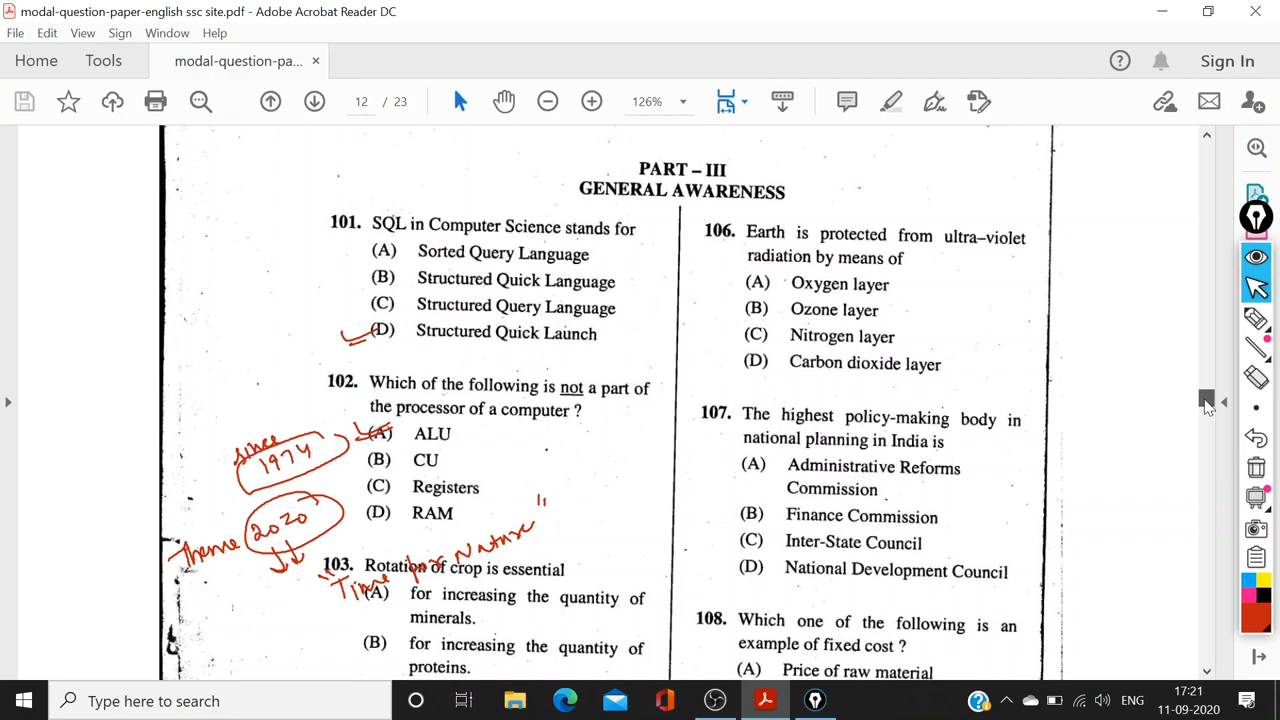 modal-question-paper-english ssc site.pdf - Adobe Acrobat Reader DC
File Edit View Sign Window Help
Home Tools modal-question-pa... × Sign In
12 / 23 126%
PART – III
GENERAL AWARENESS
101. SQL in Computer Science stands for
(A) Sorted Query Language
(B) Structured Quick Language
(C) Structured Query Language
(D) Structured Quick Launch
102. Which of the following is not a part of
the processor of a computer ?
(A) ALU
(B) CU
(C) Registers
(D) RAM
since
1974
Theme 2020
"Time for Nature"
103. Rotation of crop is essential
(A) for increasing the quantity of
minerals.
(B) for increasing the quantity of
proteins.
106. Earth is protected from ultra–violet
radiation by means of
(A) Oxygen layer
(B) Ozone layer
(C) Nitrogen layer
(D) Carbon dioxide layer
107. The highest policy-making body in
national planning in India is
(A) Administrative Reforms
Commission
(B) Finance Commission
(C) Inter-State Council
(D) National Development Council
108. Which one of the following is an
example of fixed cost ?
(A) Price of raw material
Type here to search
ENG
17:21
11-09-2020